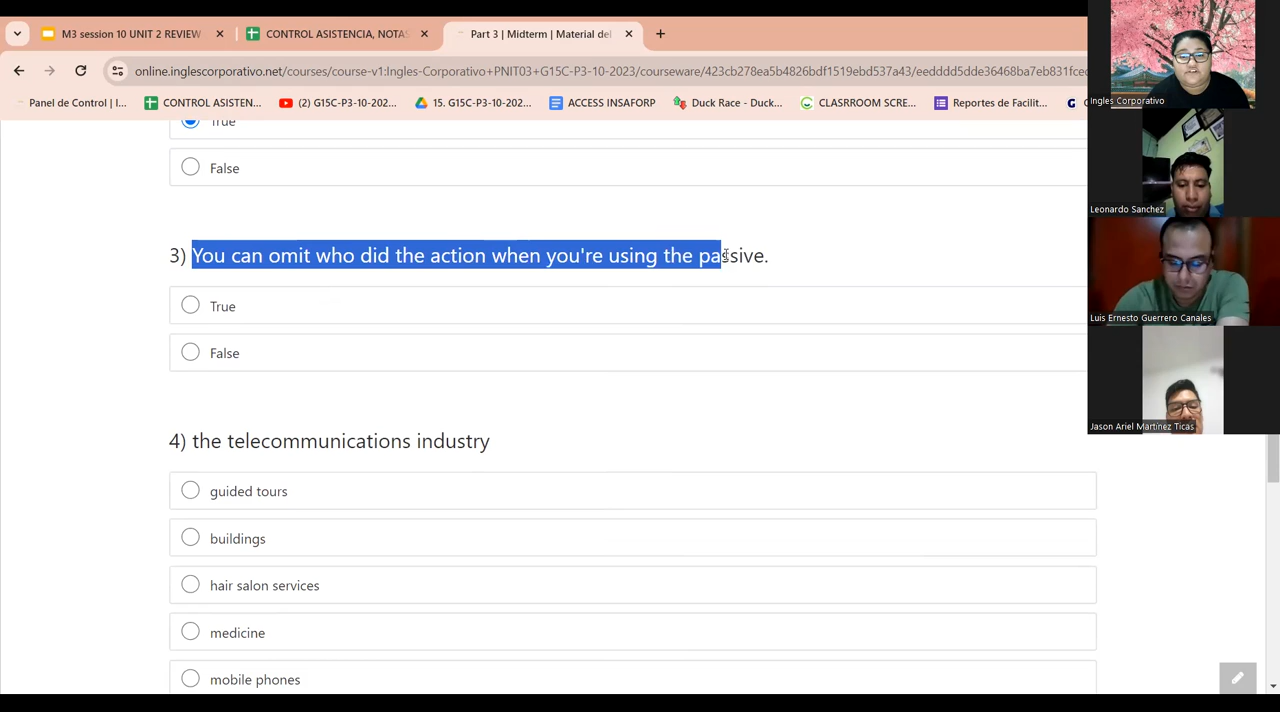 M3 session 10 UNIT 2 REVIEW
CONTROL ASISTENCIA, NOTAS
Part 3 | Midterm | Material del
online.inglescorporativo.net/courses/course-v1:Ingles-Corporativo+PNIT03+G15C-P3-10-2023/courseware/423cb278ea5b4826bdf1519ebd537a43/eedddd5dde36468ba7eb831fced
Panel de Control | I...
CONTROL ASISTEN...
(2) G15C-P3-10-202...
15. G15C-P3-10-202...
ACCESS INSAFORP
Duck Race - Duck...
CLASRROOM SCRE...
Reportes de Facilit...
True
False
3) You can omit who did the action when you're using the passive.
True
False
4) the telecommunications industry
guided tours
buildings
hair salon services
medicine
mobile phones
Ingles Corporativo
Leonardo Sanchez
Luis Ernesto Guerrero Canales
Jason Ariel Martínez Ticas